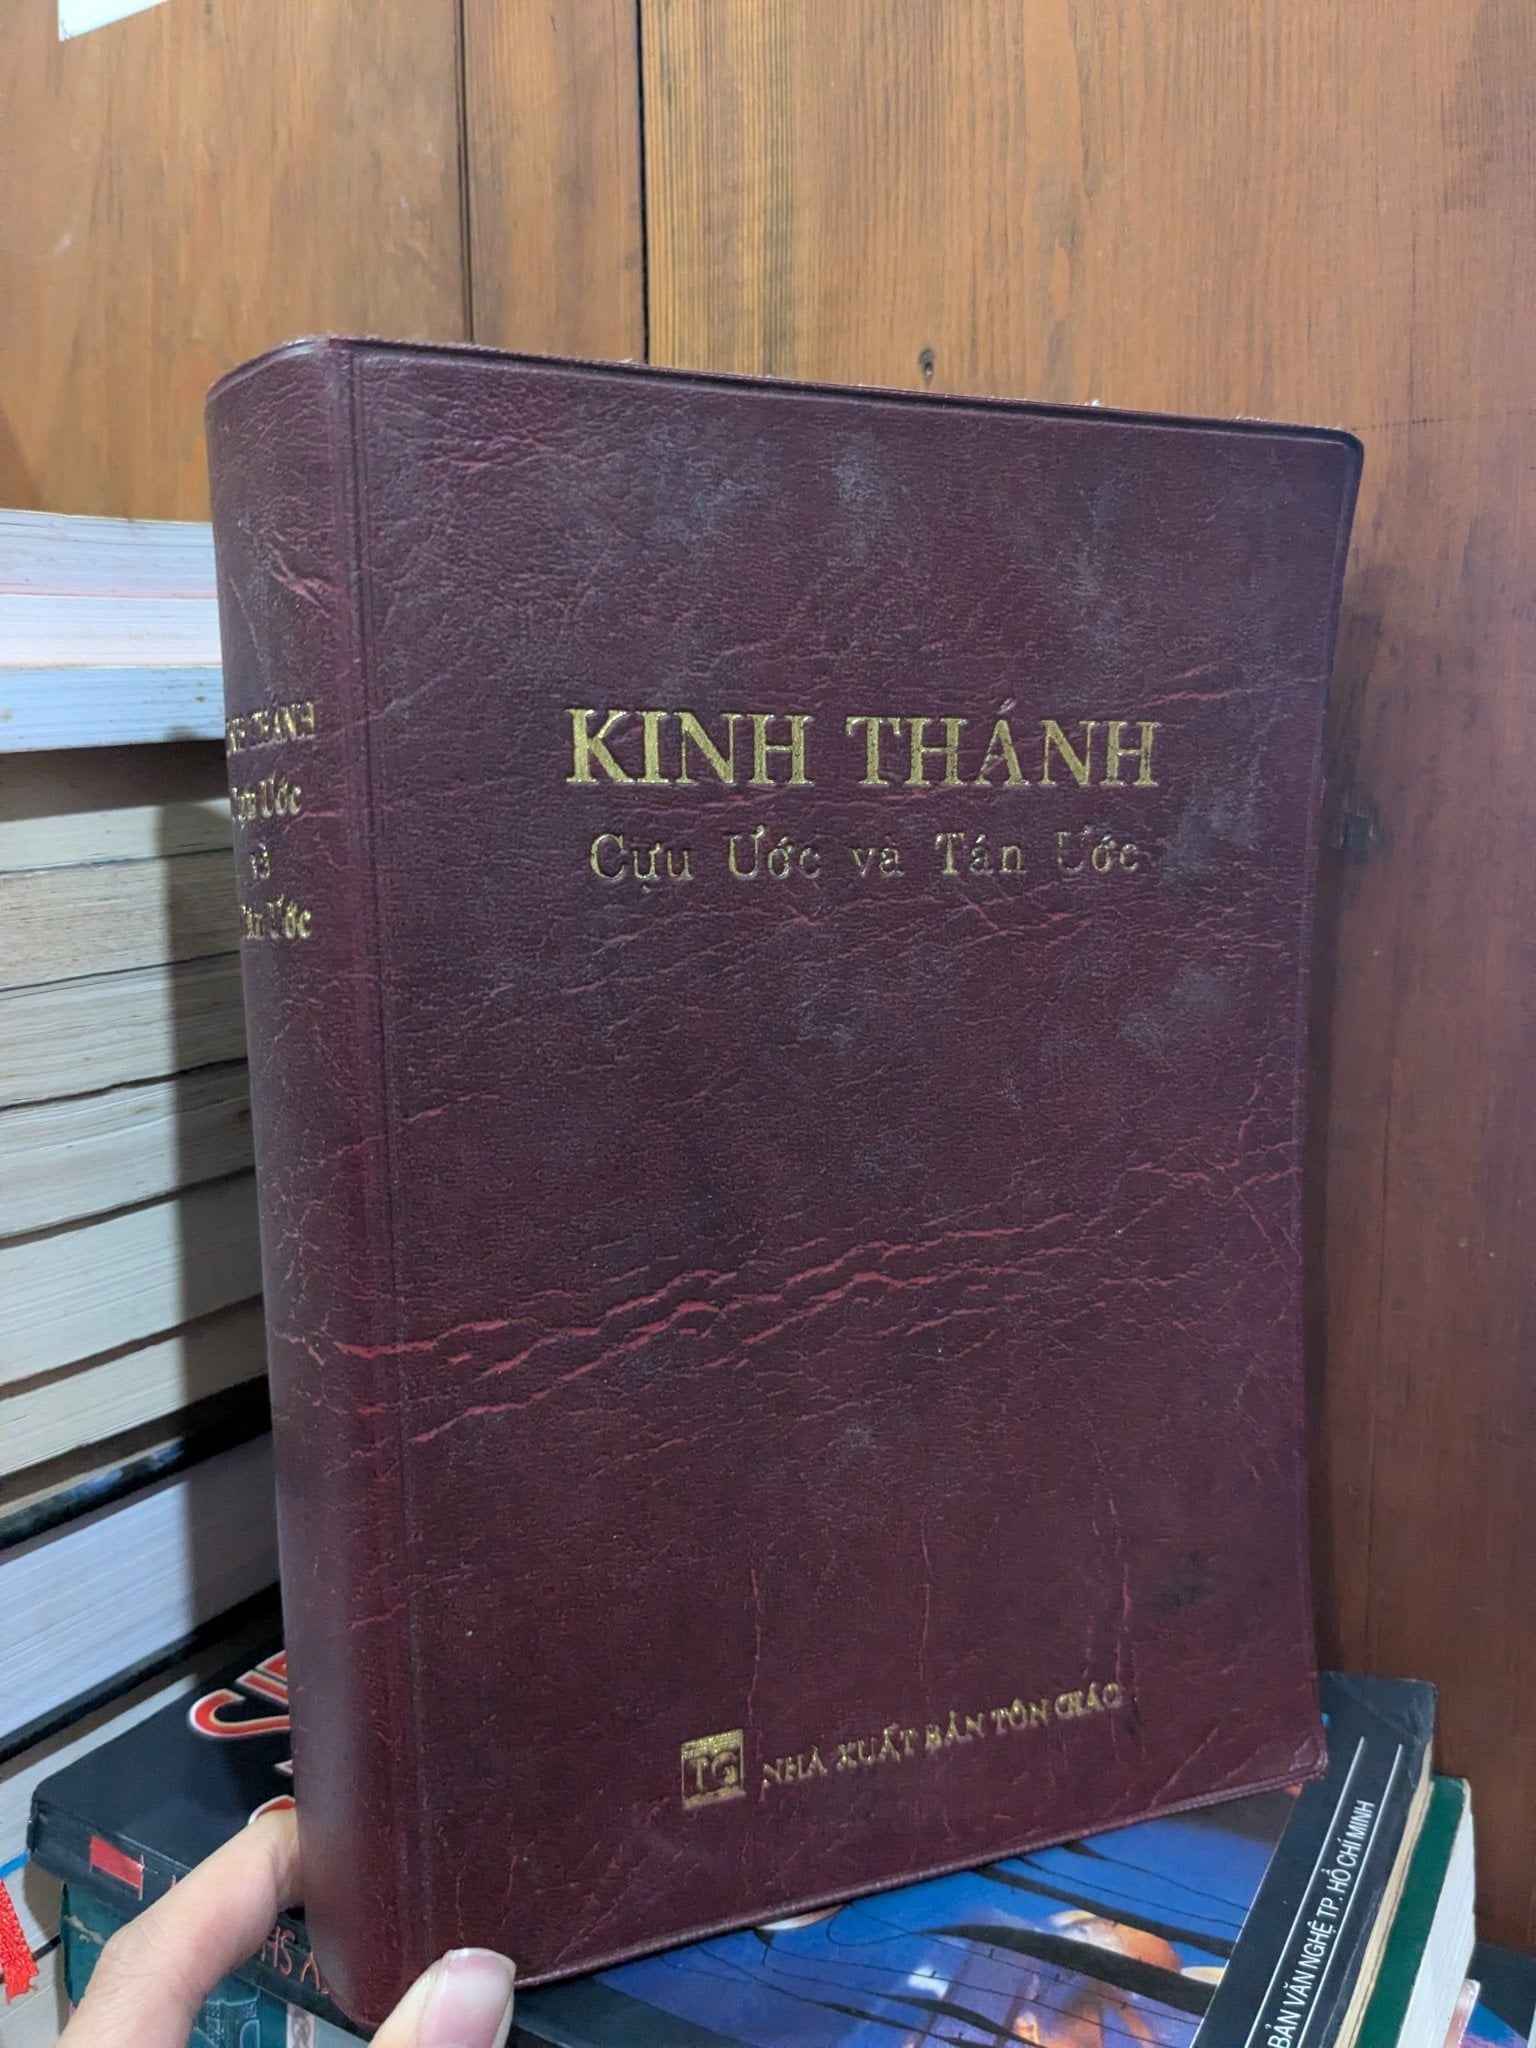 KINH THÁNH
Cựu Ước và Tân Ước
TG NHÀ XUẤT BẢN TÔN GIÁO
THÁNH
Ước
và
Tân Ước
BẢN VĂN NGHỆ TP. HỒ CHÍ MINH